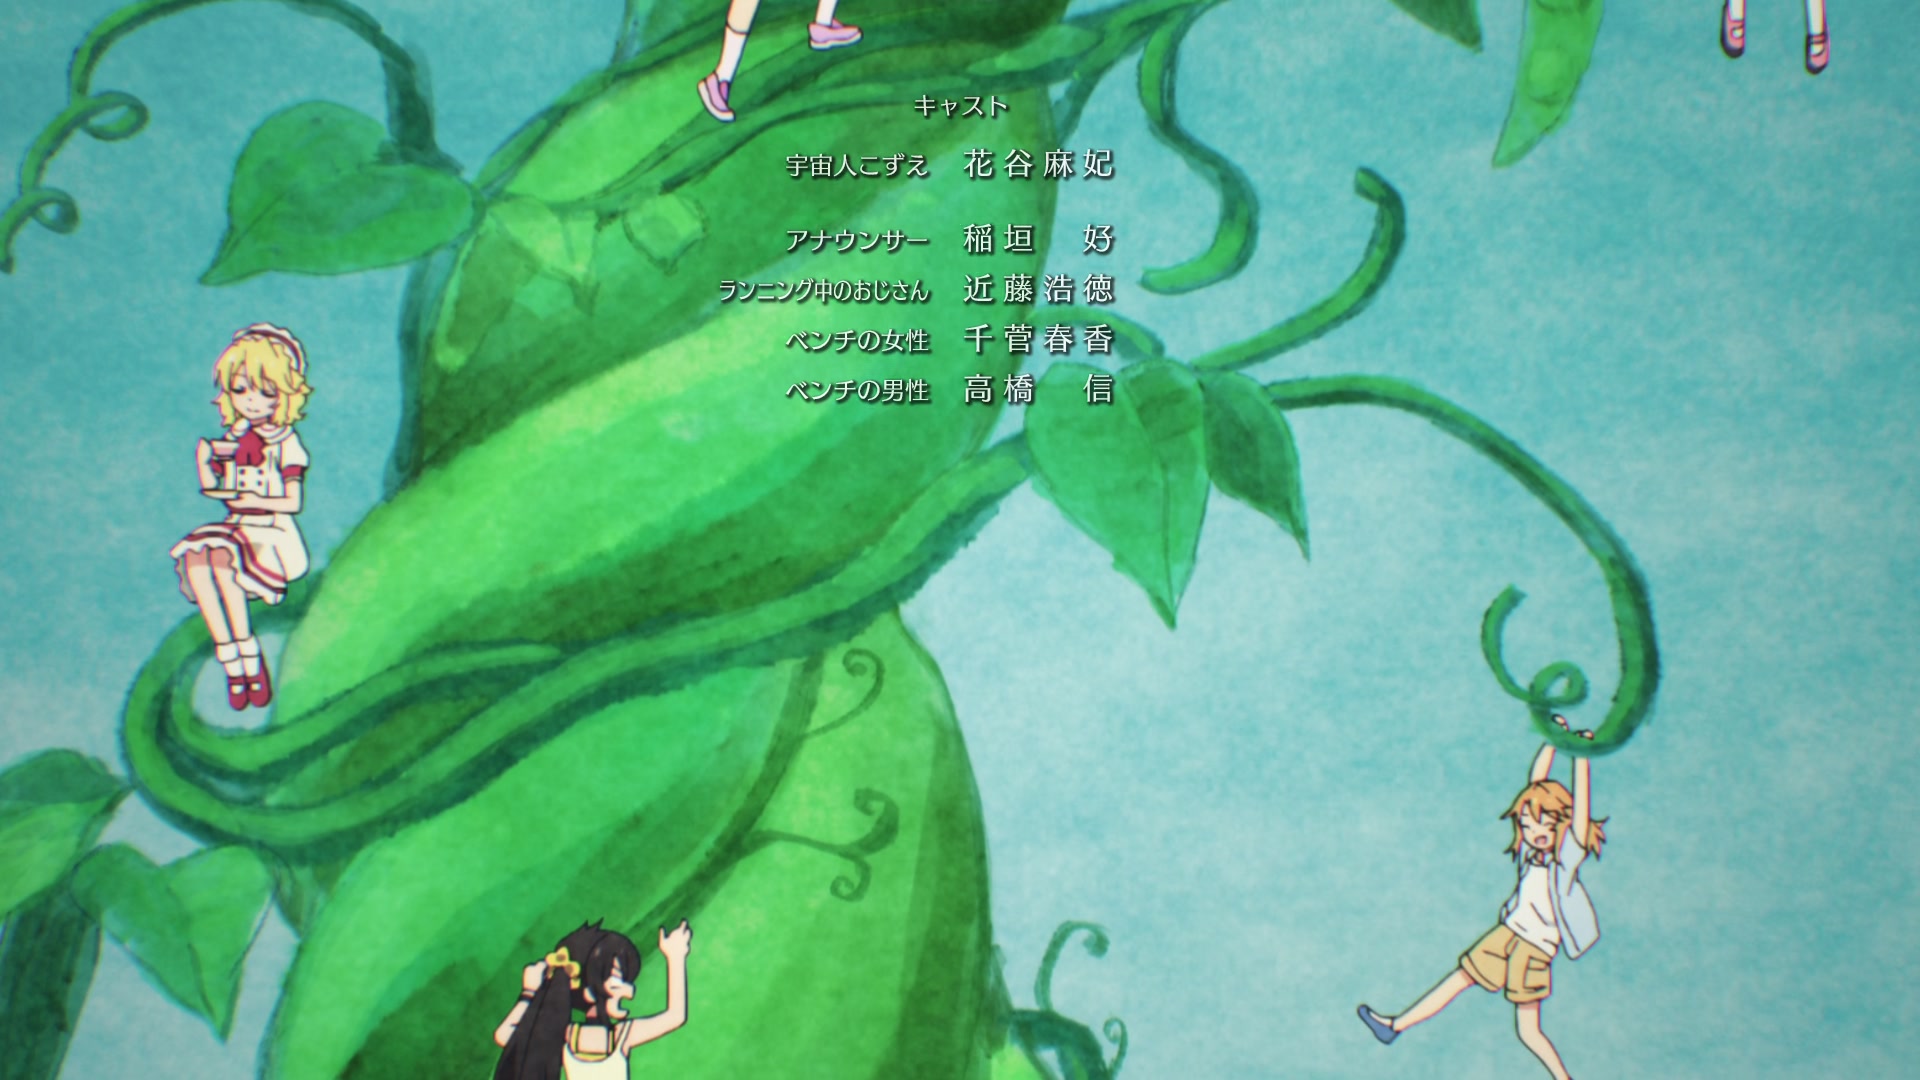 キャスト
宇宙人こずえ 花谷麻妃
アナウンサー 稲垣 好
ランニング中のおじさん 近藤浩徳
ベンチの女性 千菅春香
ベンチの男性 高橋 信